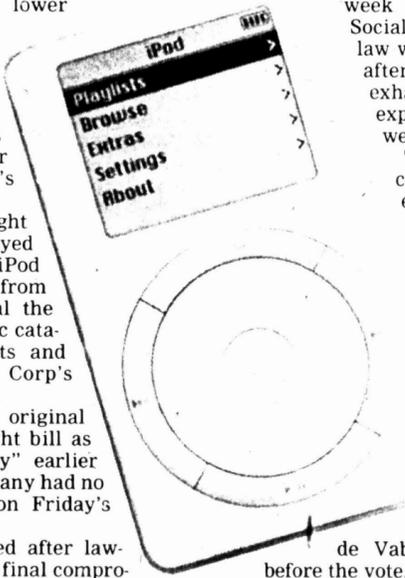 lower
r
's
ght
yed
iPod
from
al the
ic cata-
ts and
Corp's
original
ht bill as
y" earlier
any had no
on Friday's
ed after law-
final compro-
iPod
Playlists
Browse
Extras
Settings
About
week
Social
law w
after
exha
exp
we
c
e
de Vab
before the vote